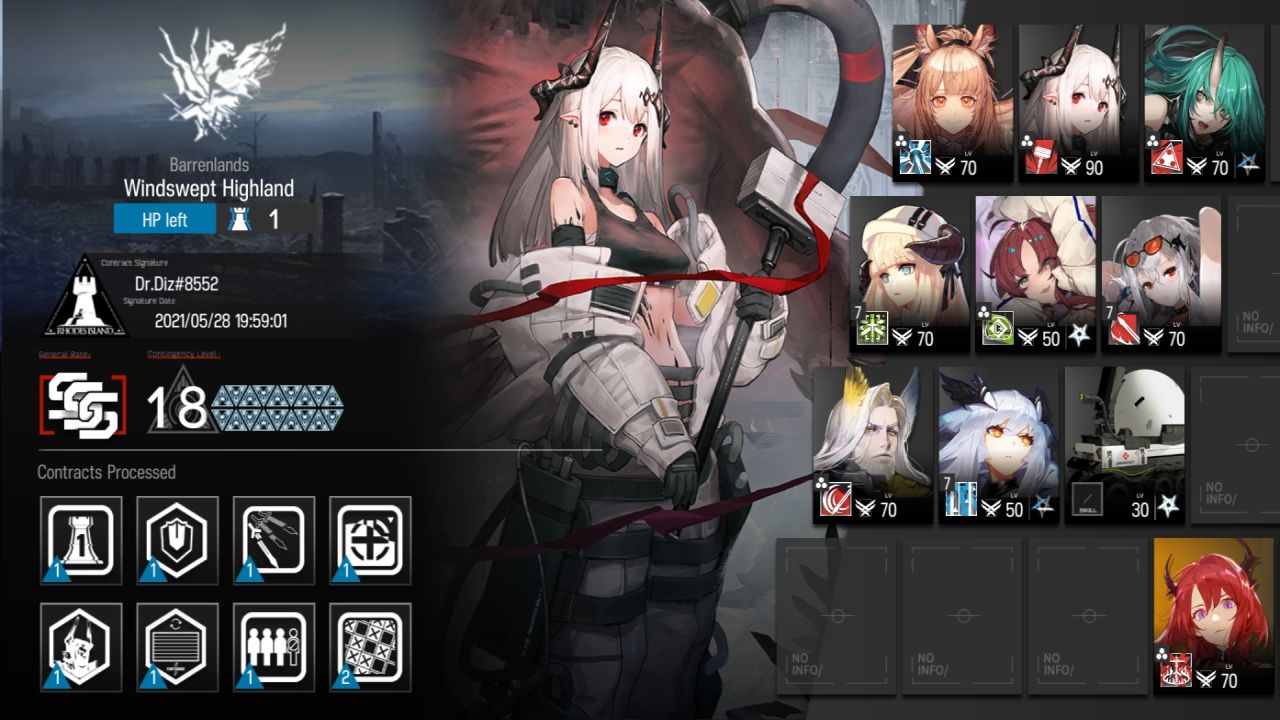 Barrenlands
Windswept Highland
HP left 1
Contract Signature
Dr.Diz#8552
Signature Date
2021/05/28 19:59:01
RHODES ISLAND
General Rate:
Contingency Level:
18
Contracts Processed
1
1 1 1 1
1 1 1 2
LV 70
LV 90
LV 70
7 LV 70
LV 50
7 LV 70
NO INFO/
LV 70
7 LV 50
SKILL LV 30
NO INFO/
NO INFO/
NO INFO/
NO INFO/
LV 70